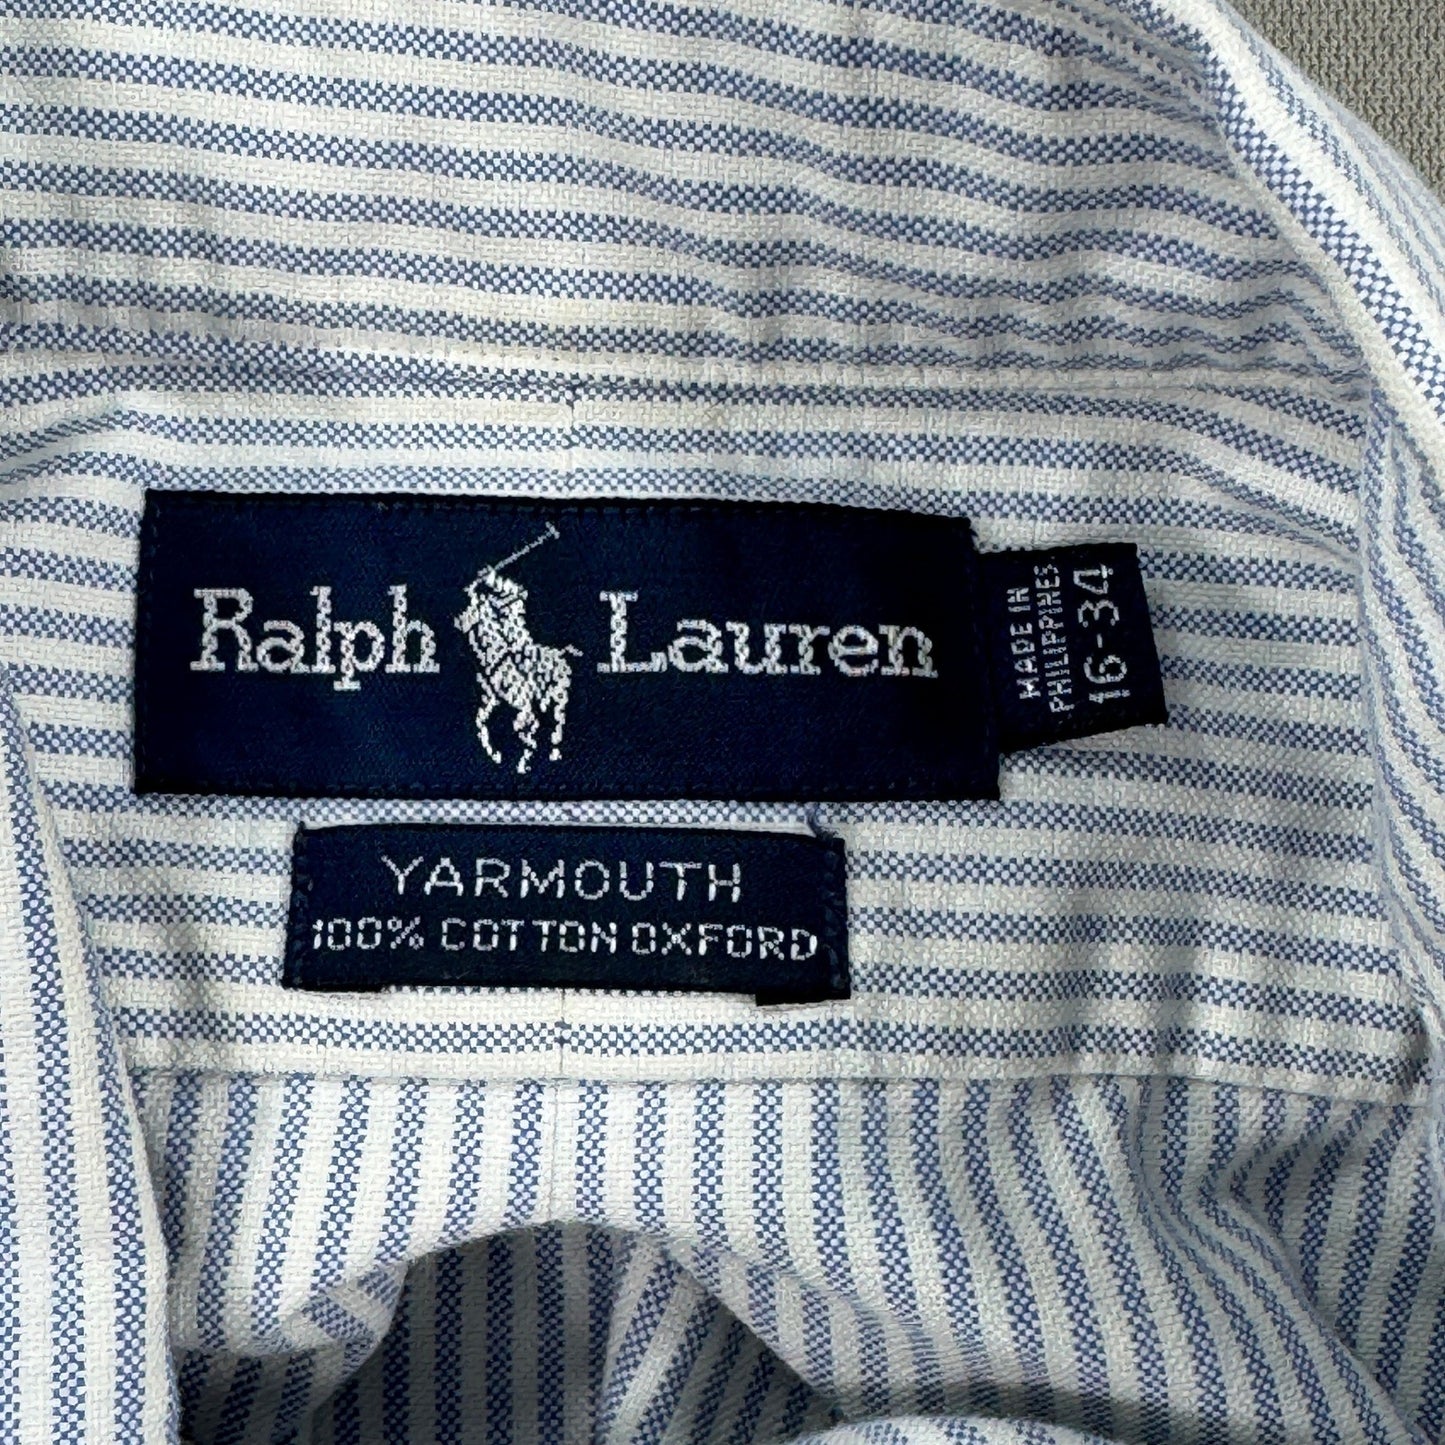 Ralph Lauren
MADE IN
PHILIPPINES
16-34
YARMOUTH
100% COTTON OXFORD